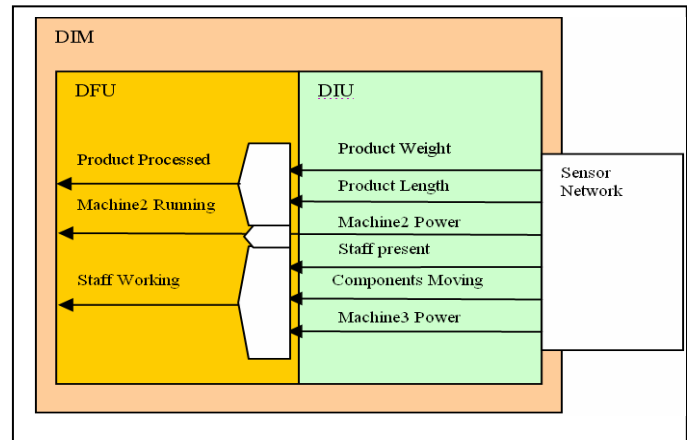 DIM
DFU
DIU
Product Processed
Machine2 Running
Staff Working
Product Weight
Product Length
Machine2 Power
Staff present
Components Moving
Machine3 Power
Sensor
Network